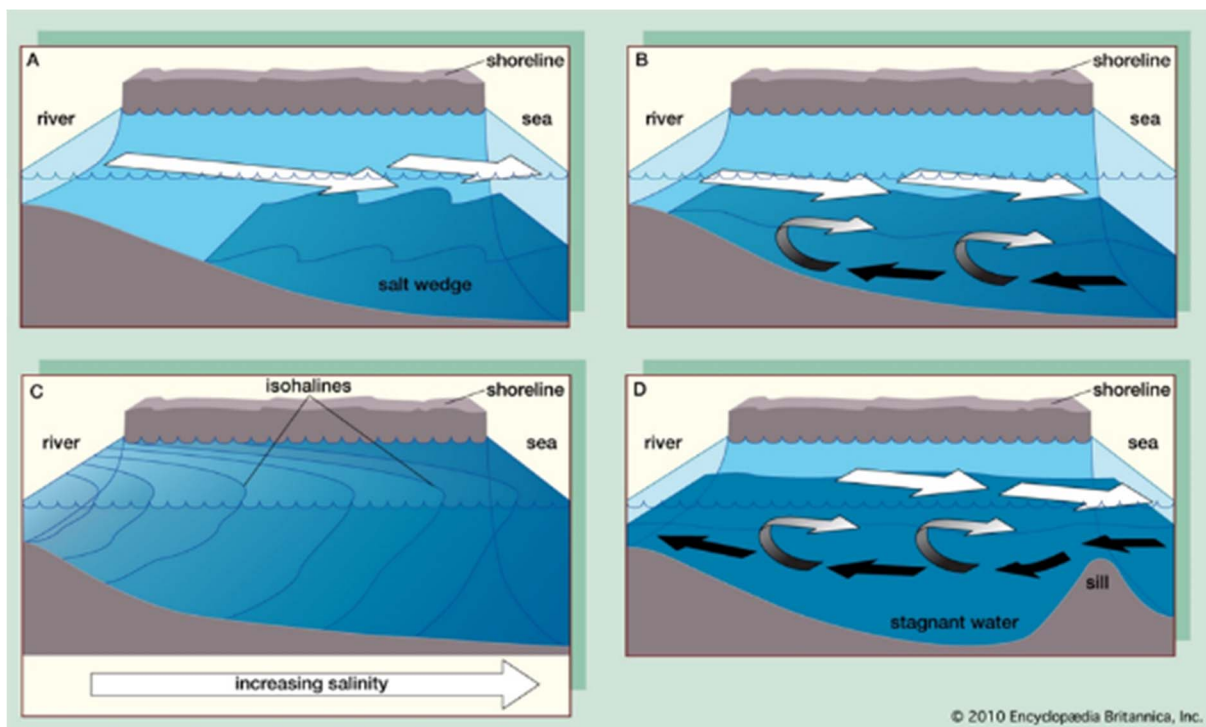 A
shoreline
river
sea
salt wedge
B
shoreline
river
sea
C
isohalines
shoreline
river
sea
increasing salinity
D
shoreline
river
sea
sill
stagnant water
© 2010 Encyclopædia Britannica, Inc.